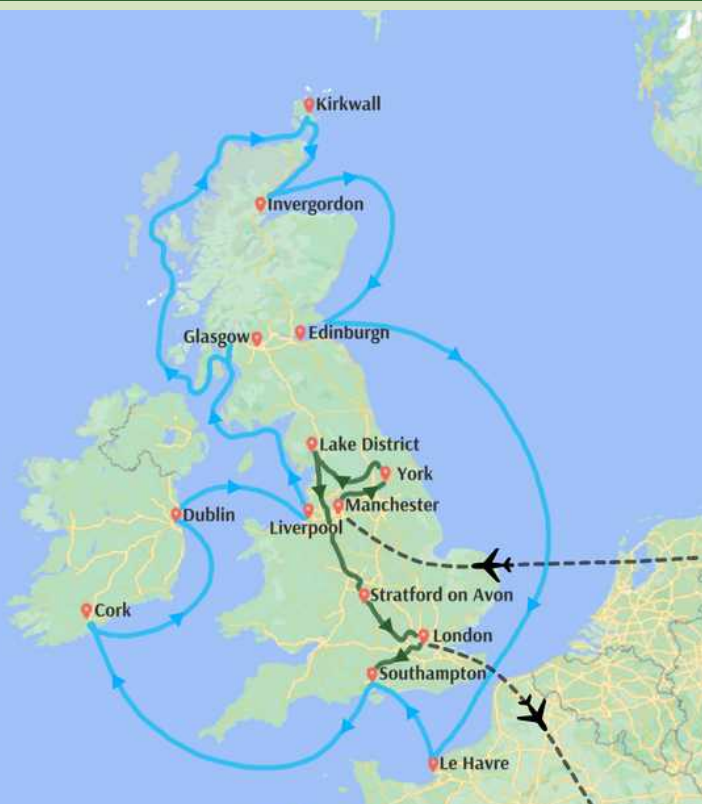 Kirkwall
Invergordon
Glasgow
Edinburgn
Lake District
York
Manchester
Dublin
Liverpool
Stratford on Avon
Cork
London
Southampton
Le Havre